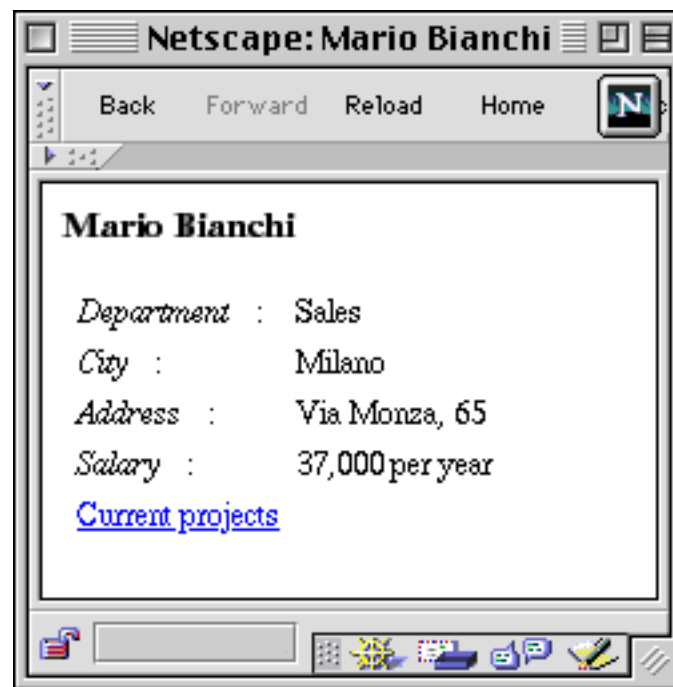 Netscape: Mario Bianchi
Back Forward Reload Home N
Mario Bianchi
Department : Sales
City : Milano
Address : Via Monza, 65
Salary : 37,000 per year
Current projects